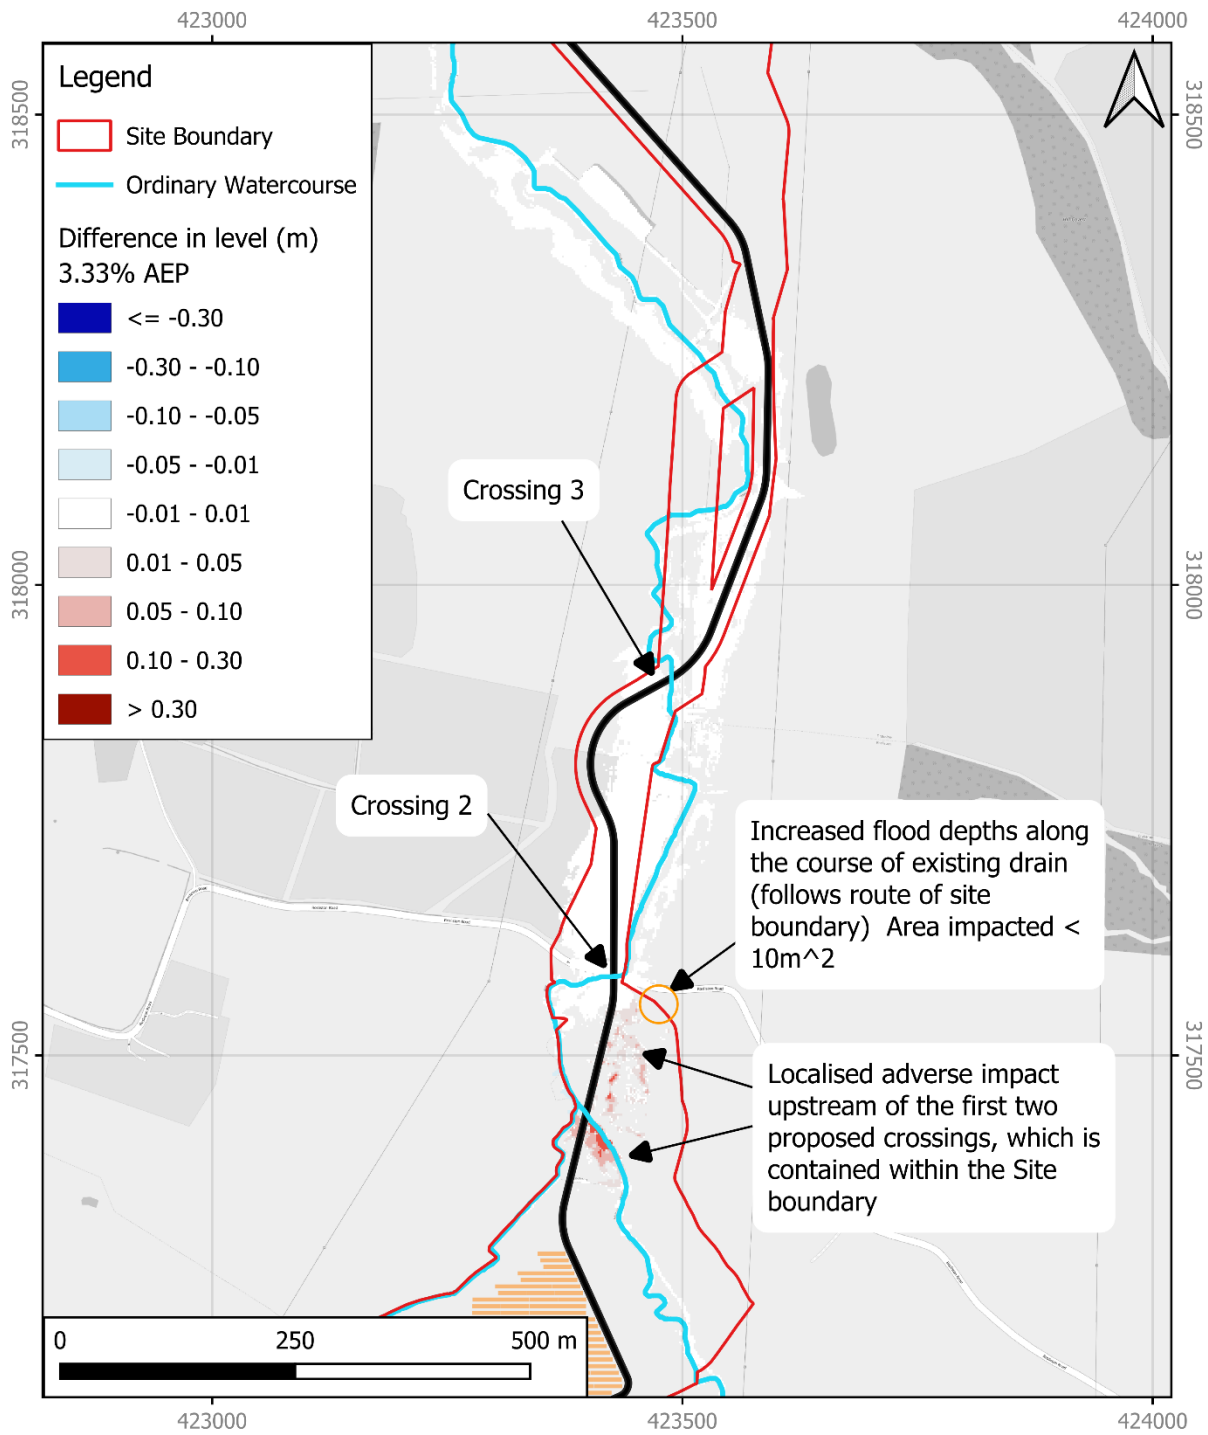 423000
423500
424000
318500
318500
Legend
Site Boundary
Ordinary Watercourse
Difference in level (m)
3.33% AEP
<= -0.30
-0.30 - -0.10
-0.10 - -0.05
-0.05 - -0.01
-0.01 - 0.01
0.01 - 0.05
0.05 - 0.10
0.10 - 0.30
> 0.30
Crossing 3
318000
318000
Crossing 2
Increased flood depths along
the course of existing drain
(follows route of site
boundary)  Area impacted <
10m^2
317500
317500
Localised adverse impact
upstream of the first two
proposed crossings, which is
contained within the Site
boundary
0
250
500 m
423000
423500
424000